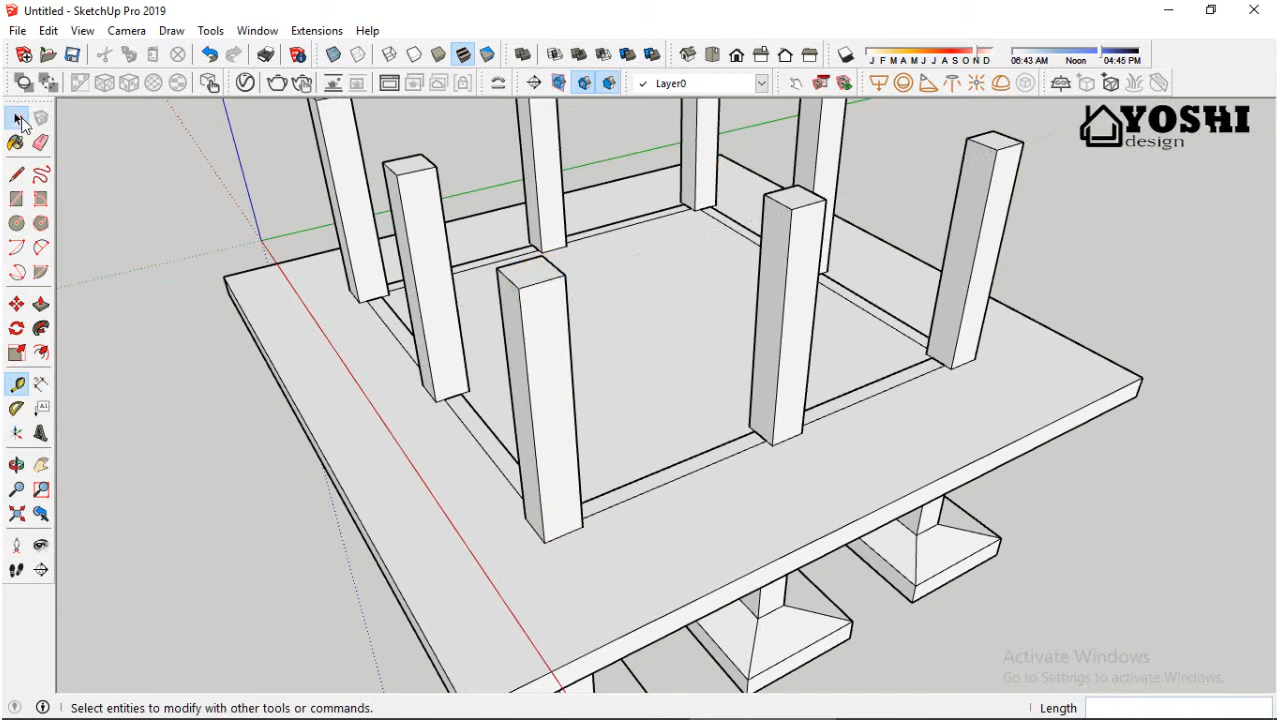 Untitled - SketchUp Pro 2019
File Edit View Camera Draw Tools Window Extensions Help
J F M A M J J A S O N D 06:43 AM Noon 04:45 PM
✓ Layer0
YOSHI
design
A1
Activate Windows
Go to Settings to activate Windows.
Select entities to modify with other tools or commands. Length